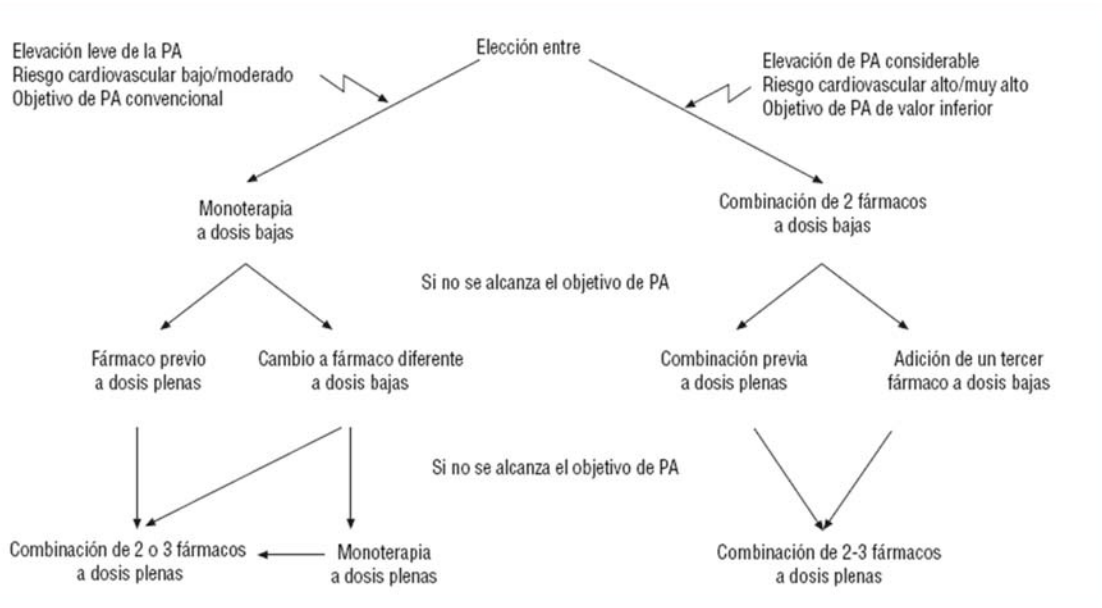 Elección entre
Elevación leve de la PA
Riesgo cardiovascular bajo/moderado
Objetivo de PA convencional
Elevación de PA considerable
Riesgo cardiovascular alto/muy alto
Objetivo de PA de valor inferior
Monoterapia
a dosis bajas
Combinación de 2 fármacos
a dosis bajas
Si no se alcanza el objetivo de PA
Fármaco previo
a dosis plenas
Cambio a fármaco diferente
a dosis bajas
Combinación previa
a dosis plenas
Adición de un tercer
fármaco a dosis bajas
Si no se alcanza el objetivo de PA
Combinación de 2 o 3 fármacos
a dosis plenas
Monoterapia
a dosis plenas
Combinación de 2-3 fármacos
a dosis plenas